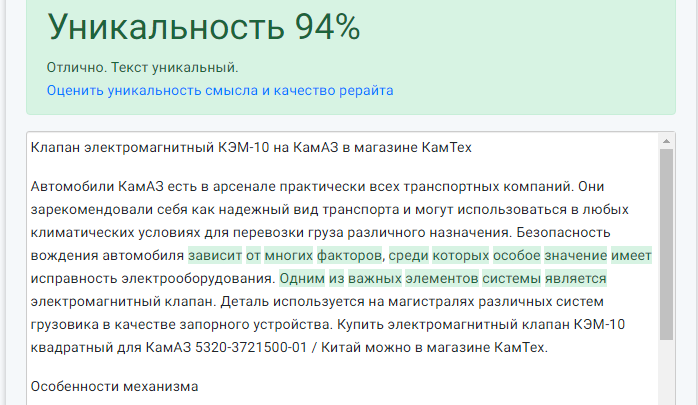 Уникальность 94%
Отлично. Текст уникальный.
Оценить уникальность смысла и качество рерайта
Клапан электромагнитный КЭМ-10 на КамАЗ в магазине КамТех
Автомобили КамАЗ есть в арсенале практически всех транспортных компаний. Они
зарекомендовали себя как надежный вид транспорта и могут использоваться в любых
климатических условиях для перевозки груза различного назначения. Безопасность
вождения автомобиля зависит от многих факторов, среди которых особое значение имеет
исправность электрооборудования. Одним из важных элементов системы является
электромагнитный клапан. Деталь используется на магистралях различных систем
грузовика в качестве запорного устройства. Купить электромагнитный клапан КЭМ-10
квадратный для КамАЗ 5320-3721500-01 / Китай можно в магазине КамТех.
Особенности механизма